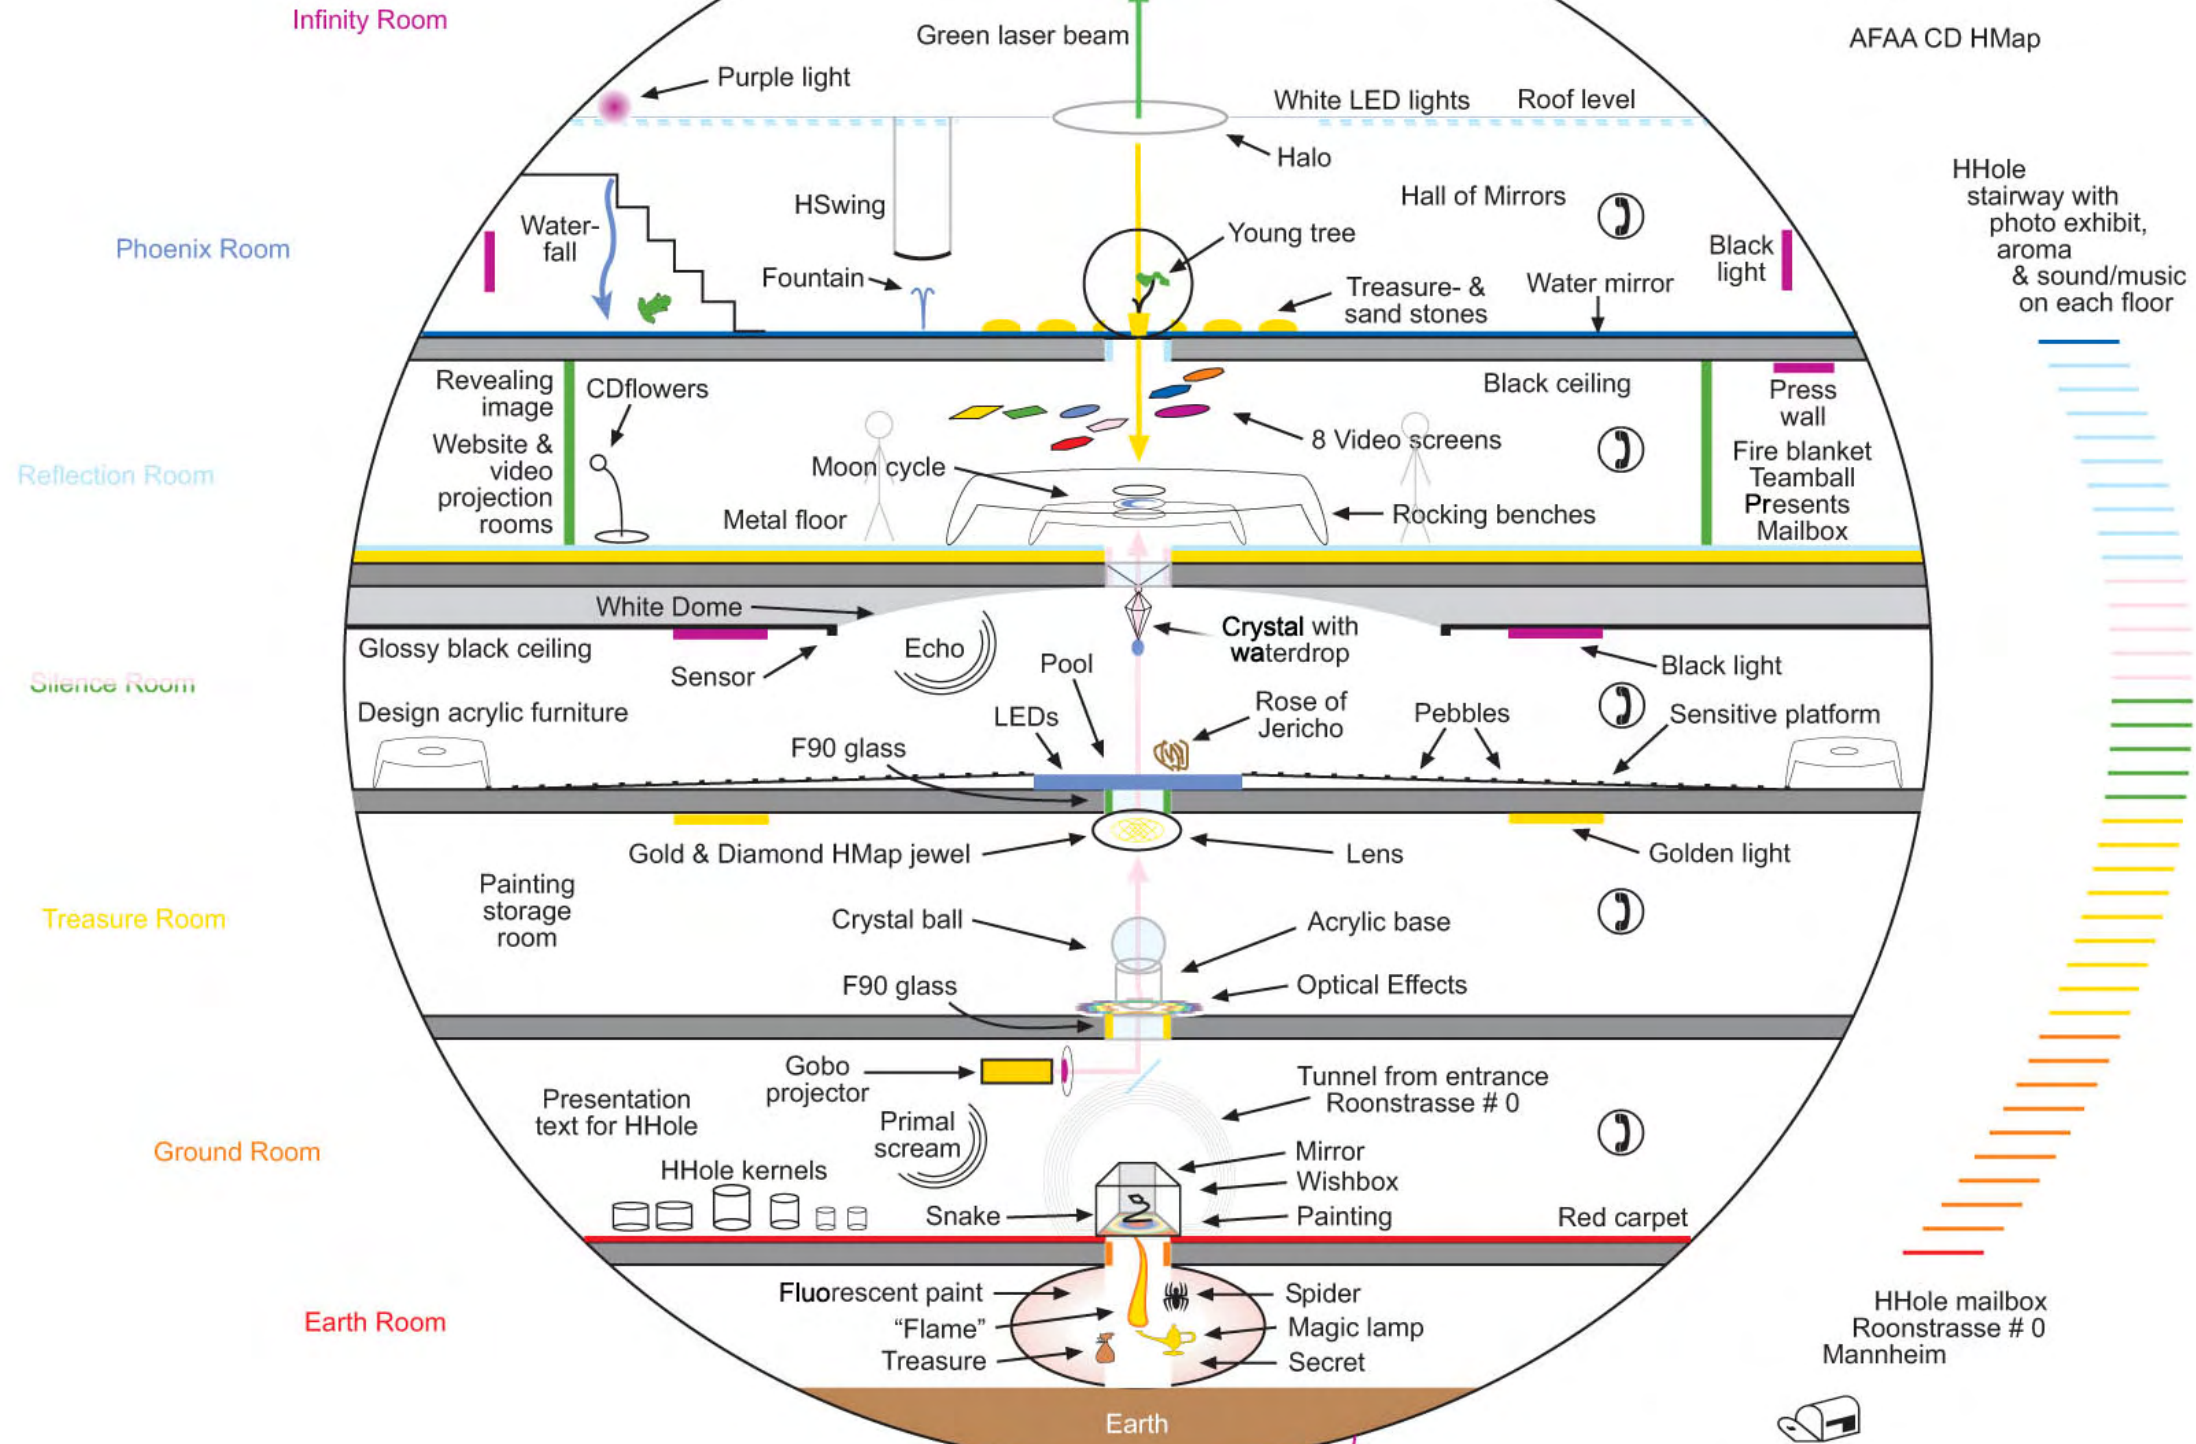 Infinity Room
Green laser beam
AFAA CD HMap
Purple light
White LED lights
Roof level
Halo
HHole
stairway with
photo exhibit,
aroma
& sound/music
on each floor
HSwing
Hall of Mirrors
Water-
fall
Young tree
Phoenix Room
Black
light
Fountain
Treasure- &
sand stones
Water mirror
Revealing
image
CDflowers
Black ceiling
Press
wall
Website &
video
projection
rooms
8 Video screens
Fire blanket
Teamball
Presents
Mailbox
Reflection Room
Moon cycle
Metal floor
Rocking benches
White Dome
Glossy black ceiling
Echo
Crystal with
waterdrop
Sensor
Pool
Black light
Silence Room
Design acrylic furniture
LEDs
Rose of
Jericho
Pebbles
Sensitive platform
F90 glass
Gold & Diamond HMap jewel
Lens
Golden light
Painting
storage
room
Treasure Room
Crystal ball
Acrylic base
F90 glass
Optical Effects
Gobo
projector
Tunnel from entrance
Roonstrasse # 0
Presentation
text for HHole
Primal
scream
Ground Room
Mirror
HHole kernels
Wishbox
Snake
Painting
Red carpet
Fluorescent paint
Spider
HHole mailbox
Roonstrasse # 0
Mannheim
Earth Room
“Flame”
Magic lamp
Treasure
Secret
Earth